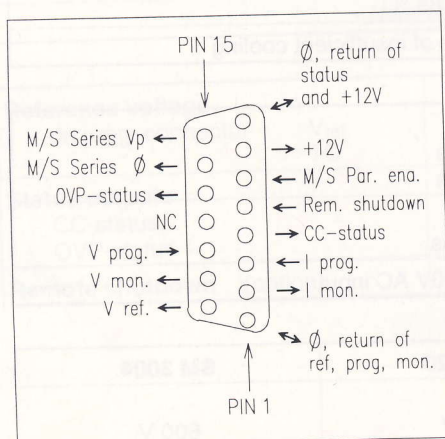 PIN 15
Ø, return of
status
and +12V
M/S Series Vp
M/S Series Ø
OVP-status
NC
V prog.
V mon.
V ref.
+12V
M/S Par. ena.
Rem. shutdown
CC-status
I prog.
I mon.
Ø, return of
ref, prog, mon.
PIN 1